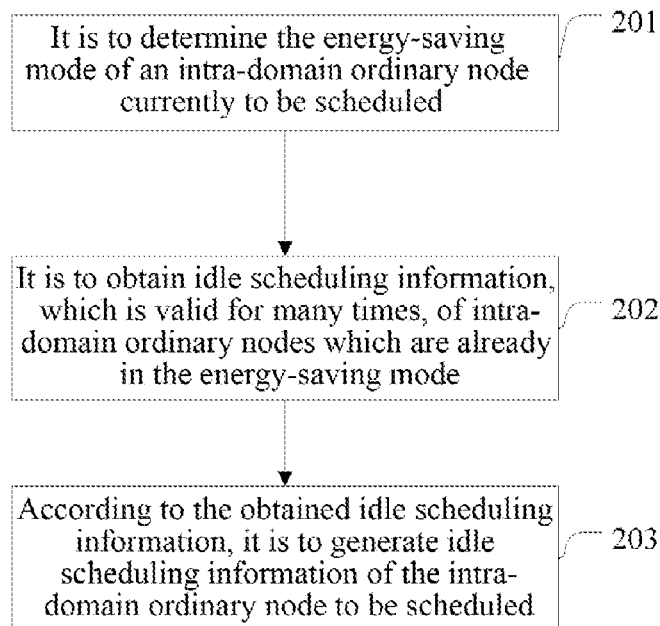 It is to determine the energy-saving
mode of an intra-domain ordinary node
currently to be scheduled
201
It is to obtain idle scheduling information,
which is valid for many times, of intra-
domain ordinary nodes which are already
in the energy-saving mode
202
According to the obtained idle scheduling
information, it is to generate idle
scheduling information of the intra-
domain ordinary node to be scheduled
203